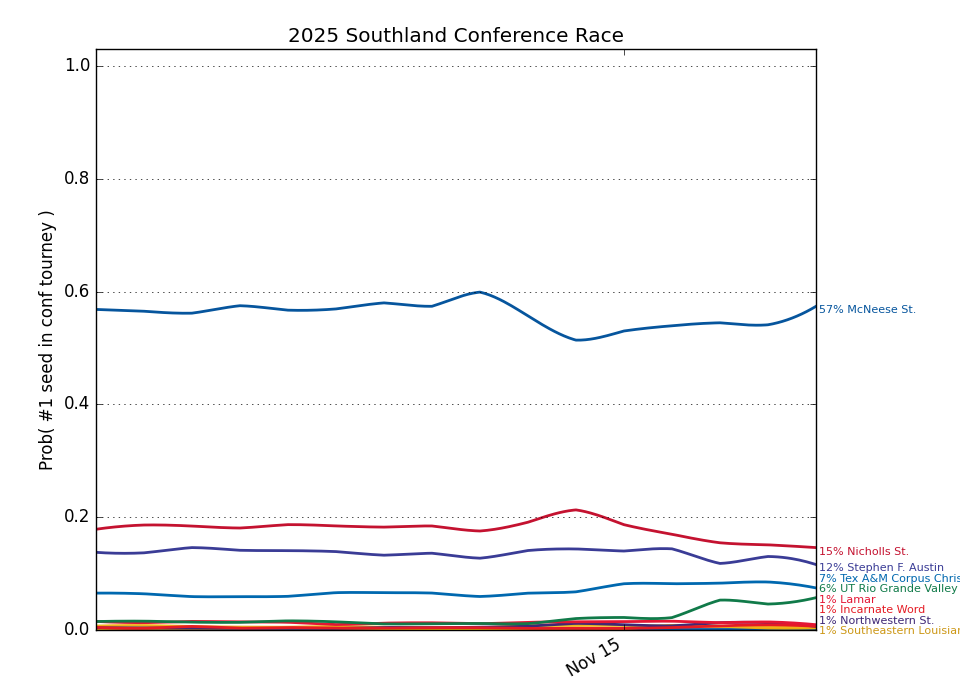 2025 Southland Conference Race
1.0
0.8
0.6
0.4
0.2
0.0
Prob( #1 seed in conf tourney )
Nov 15
57% McNeese St.
15% Nicholls St.
12% Stephen F. Austin
7% Tex A&M Corpus Chris
6% UT Rio Grande Valley
1% Lamar
1% Incarnate Word
1% Northwestern St.
1% Southeastern Louisian